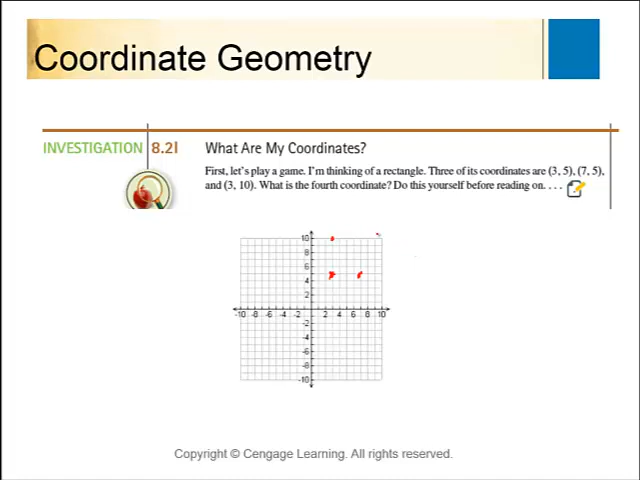 Coordinate Geometry
INVESTIGATION 8.2I What Are My Coordinates?
First, let's play a game. I'm thinking of a rectangle. Three of its coordinates are (3, 5), (7, 5),
and (3, 10). What is the fourth coordinate? Do this yourself before reading on. . . .
10
8
6
4
2
-10 -8 -6 -4 -2 2 4 6 8 10
-2
-4
-6
-8
-10
Copyright © Cengage Learning. All rights reserved.